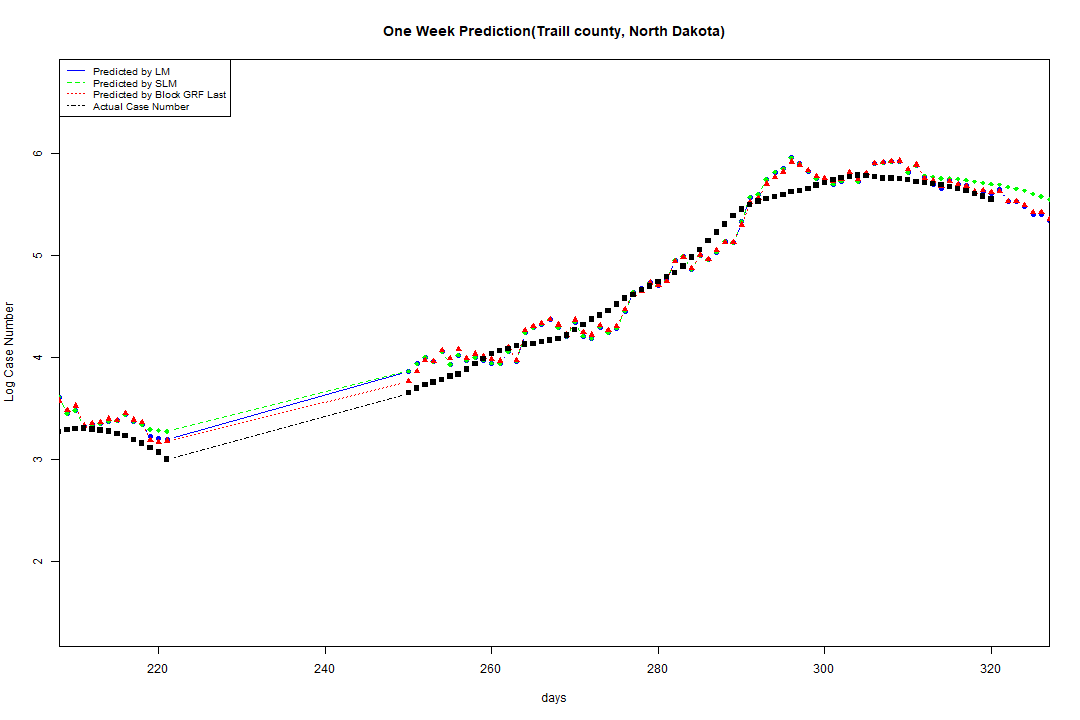 One Week Prediction(Traill county, North Dakota)
Predicted by LM
Predicted by SLM
Predicted by Block GRF Last
Actual Case Number
6
5
4
3
2
Log Case Number
220 240 260 280 300 320
days